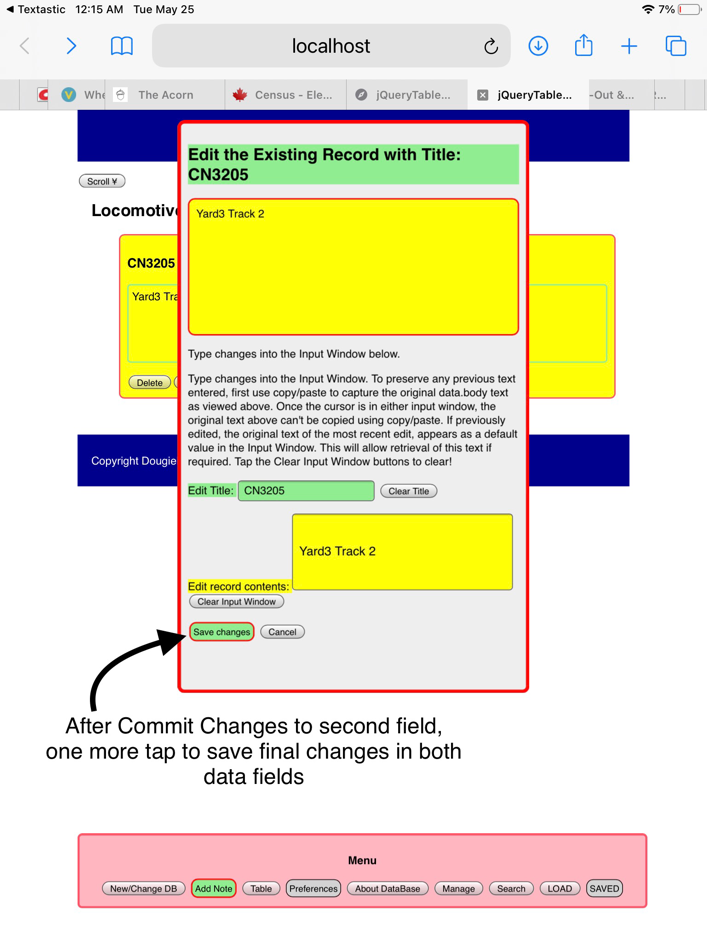 Textastic 12:15 AM Tue May 25
7%
localhost
Whe
The Acorn
Census - Ele...
jQueryTable...
jQueryTable...
-Out &...
Edit the Existing Record with Title:
CN3205
Scroll ¥
Locomotiv
Yard3 Track 2
CN3205
Yard3 Tra
Delete
Type changes into the Input Window below.
Type changes into the Input Window. To preserve any previous text
entered, first use copy/paste to capture the original data.body text
as viewed above. Once the cursor is in either input window, the
original text above can't be copied using copy/paste. If previously
edited, the original text of the most recent edit, appears as a default
value in the Input Window. This will allow retrieval of this text if
required. Tap the Clear Input Window buttons to clear!
Copyright Dougie
Edit Title: CN3205 Clear Title
Yard3 Track 2
Edit record contents:
Clear Input Window
Save changes Cancel
After Commit Changes to second field,
one more tap to save final changes in both
data fields
Menu
New/Change DB Add Note Table Preferences About DataBase Manage Search LOAD SAVED